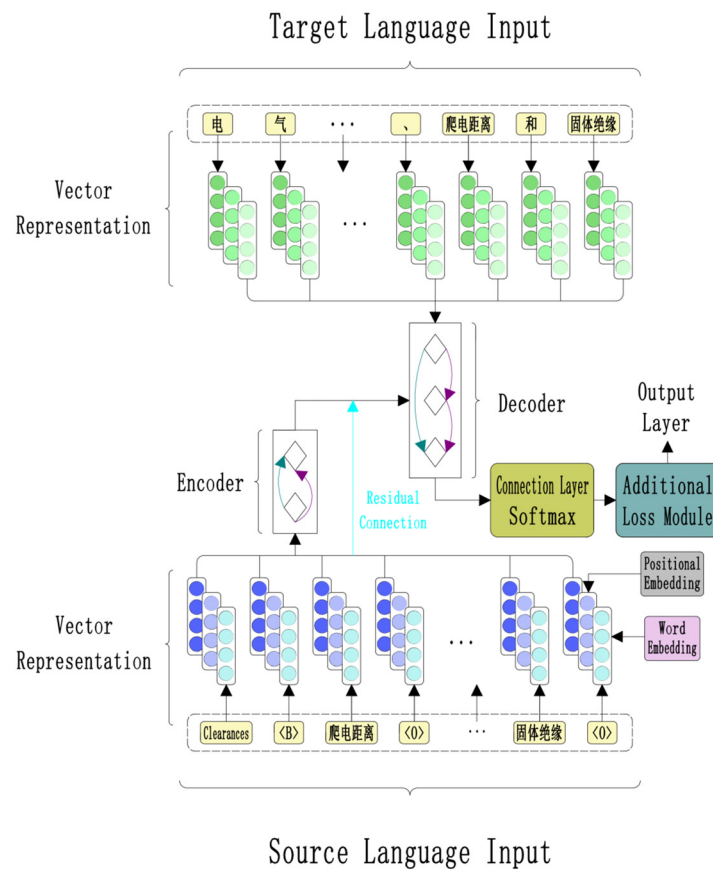 Target Language Input
电 气 ··· 、 爬电距离 和 固体绝缘
Vector
Representation
···
Decoder
Output
Layer
Encoder
Residual
Connection
Connection Layer
Softmax
Additional
Loss Module
Positional
Embedding
Vector
Representation
Word
Embedding
···
Clearances <B> 爬电距离 <O> ··· 固体绝缘 <O>
Source Language Input